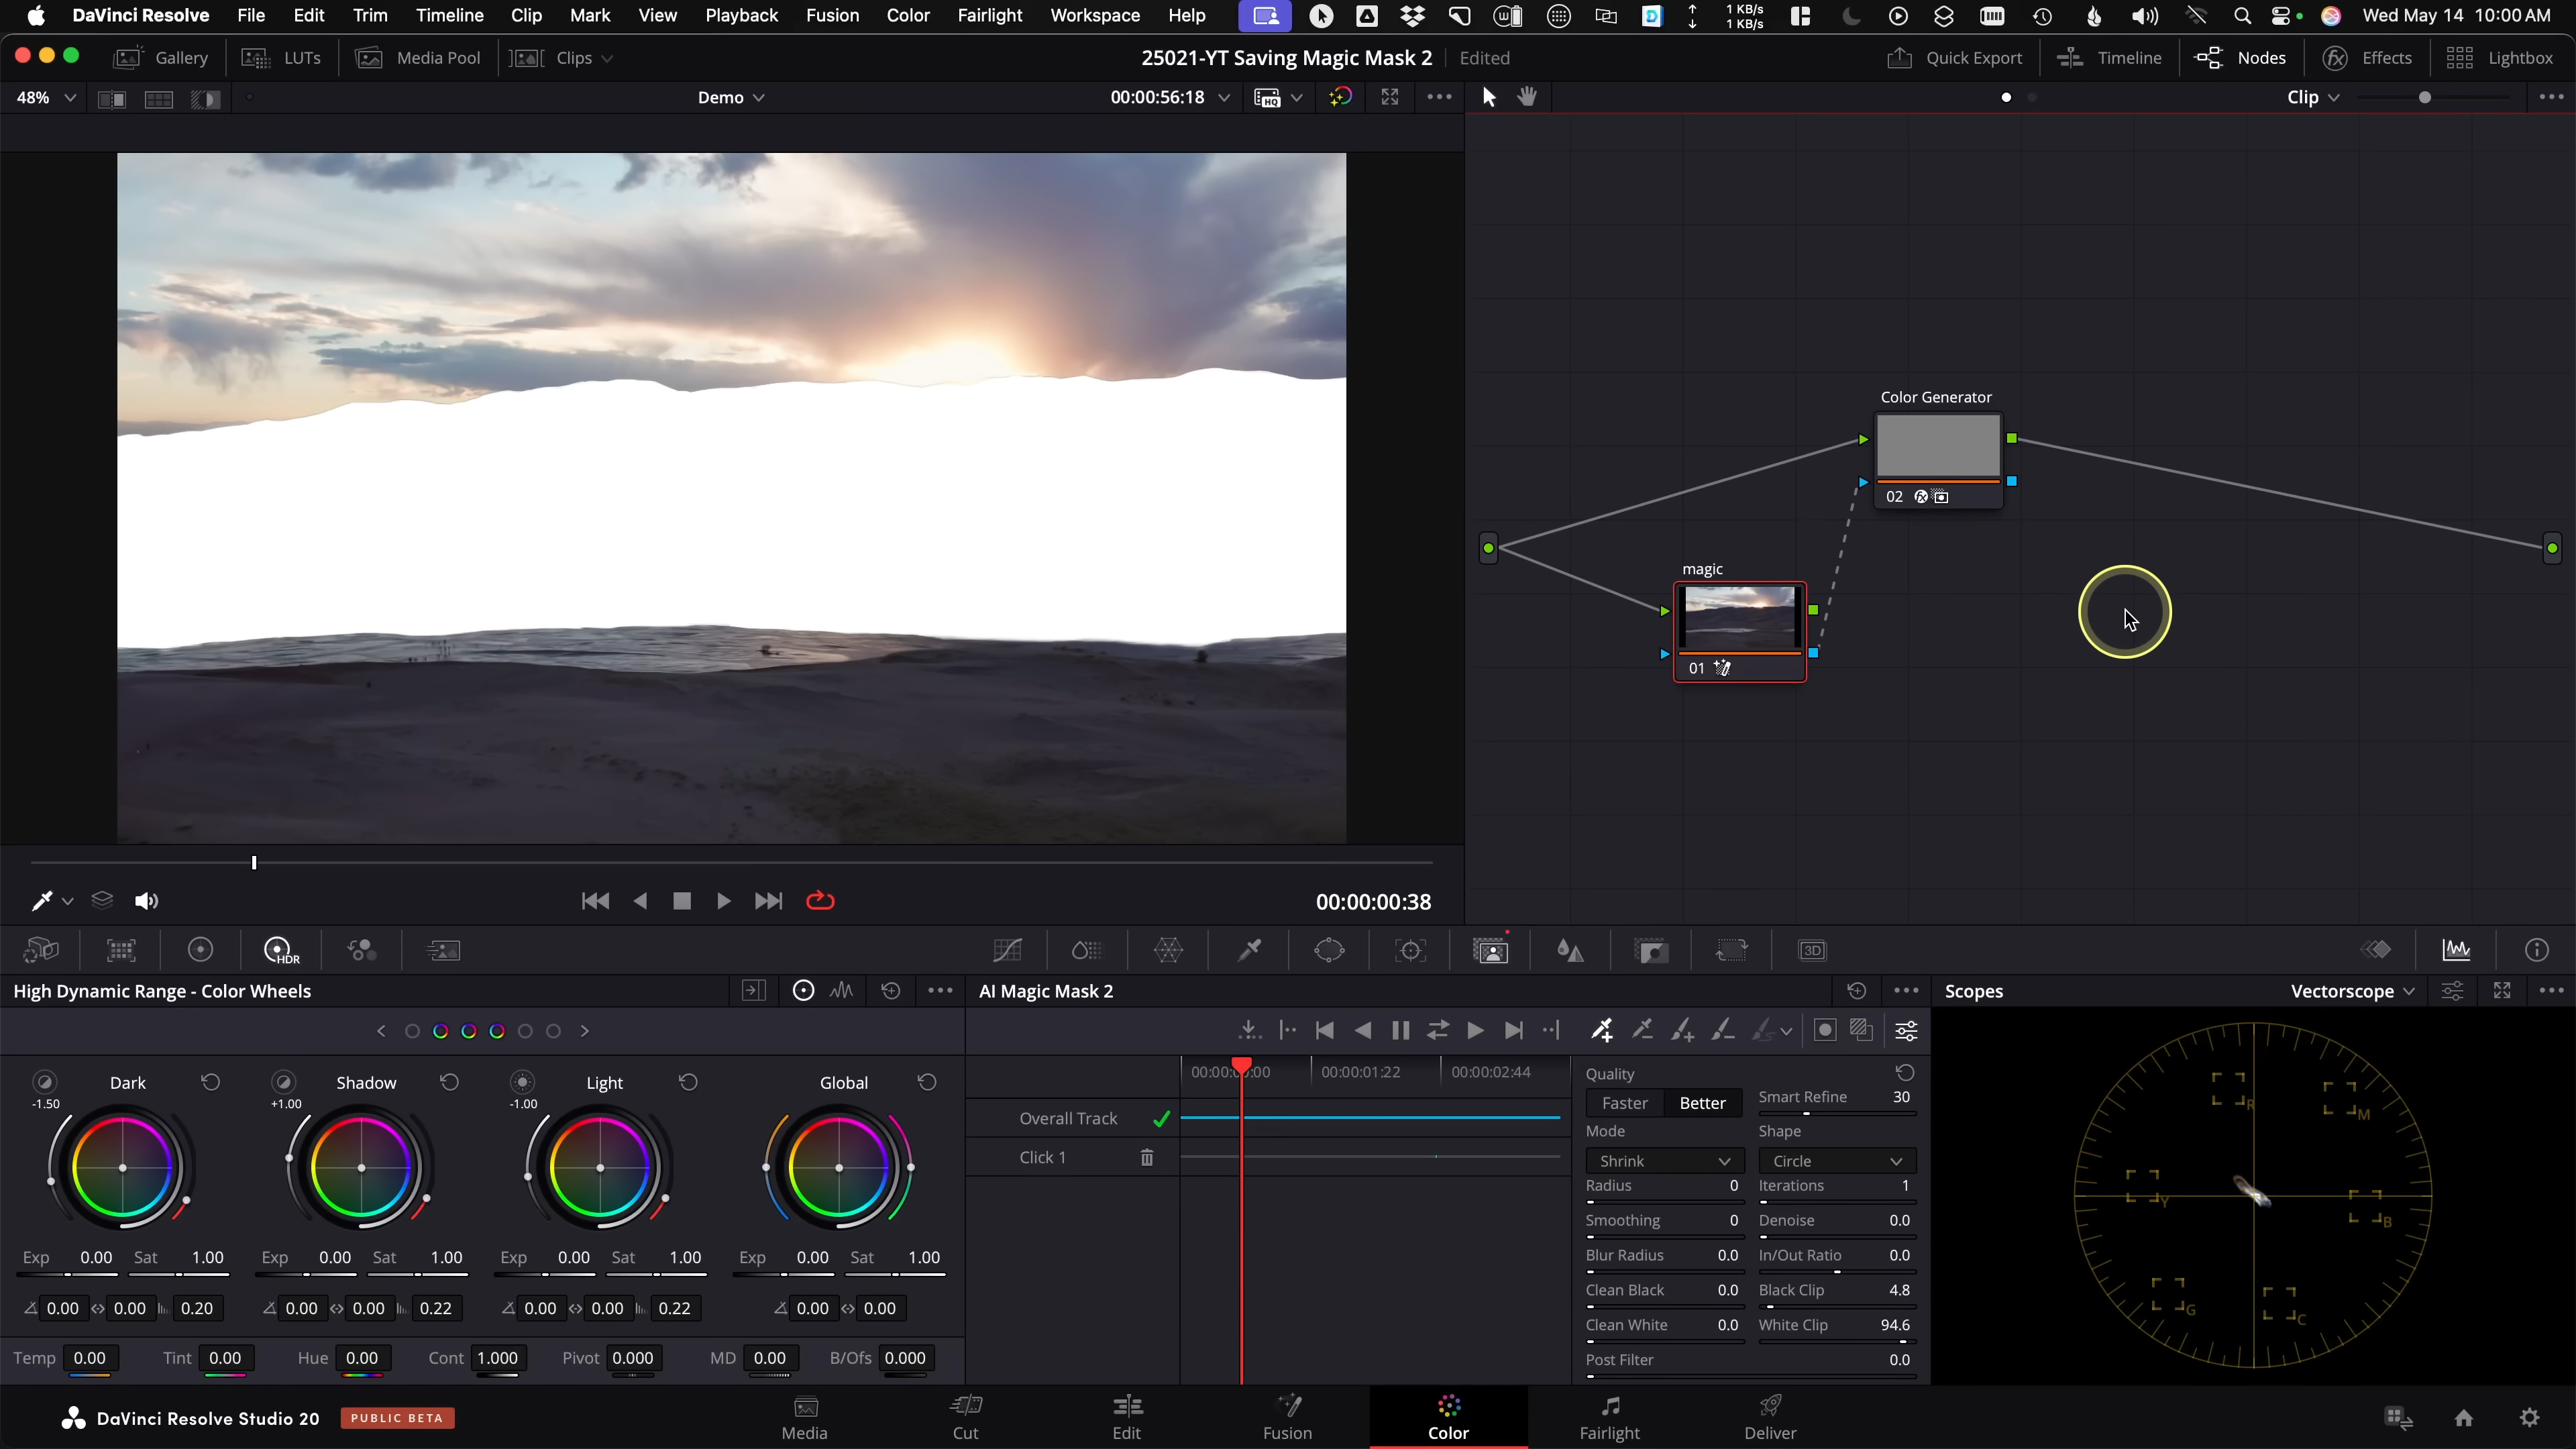 DaVinci Resolve File Edit Trim Timeline Clip Mark View Playback Fusion Color Fairlight Workspace Help 1 KB/s 1 KB/s Wed May 14 10:00 AM
Gallery LUTs Media Pool Clips 25021-YT Saving Magic Mask 2 Edited Quick Export Timeline Nodes Effects Lightbox
48% Demo 00:00:56:18 HQ Clip
Color Generator
02
magic
01
00:00:00:38
HDR 3D
High Dynamic Range - Color Wheels AI Magic Mask 2 Scopes Vectorscope
00:00:01:22 00:00:02:44
Dark Shadow Light Global
-1.50 +1.00 -1.00
Overall Track
Click 1
Quality
Faster Better Smart Refine 30
Mode Shape
Shrink Circle
Radius 0 Iterations 1
Smoothing 0 Denoise 0.0
Blur Radius 0.0 In/Out Ratio 0.0
Clean Black 0.0 Black Clip 4.8
Clean White 0.0 White Clip 94.6
Post Filter 0.0
R M Y B G C
Exp 0.00 Sat 1.00 Exp 0.00 Sat 1.00 Exp 0.00 Sat 1.00 Exp 0.00 Sat 1.00
0.00 0.00 0.20 0.00 0.00 0.22 0.00 0.00 0.22 0.00 0.00
Temp 0.00 Tint 0.00 Hue 0.00 Cont 1.000 Pivot 0.000 MD 0.00 B/Ofs 0.000
DaVinci Resolve Studio 20 PUBLIC BETA Media Cut Edit Fusion Color Fairlight Deliver